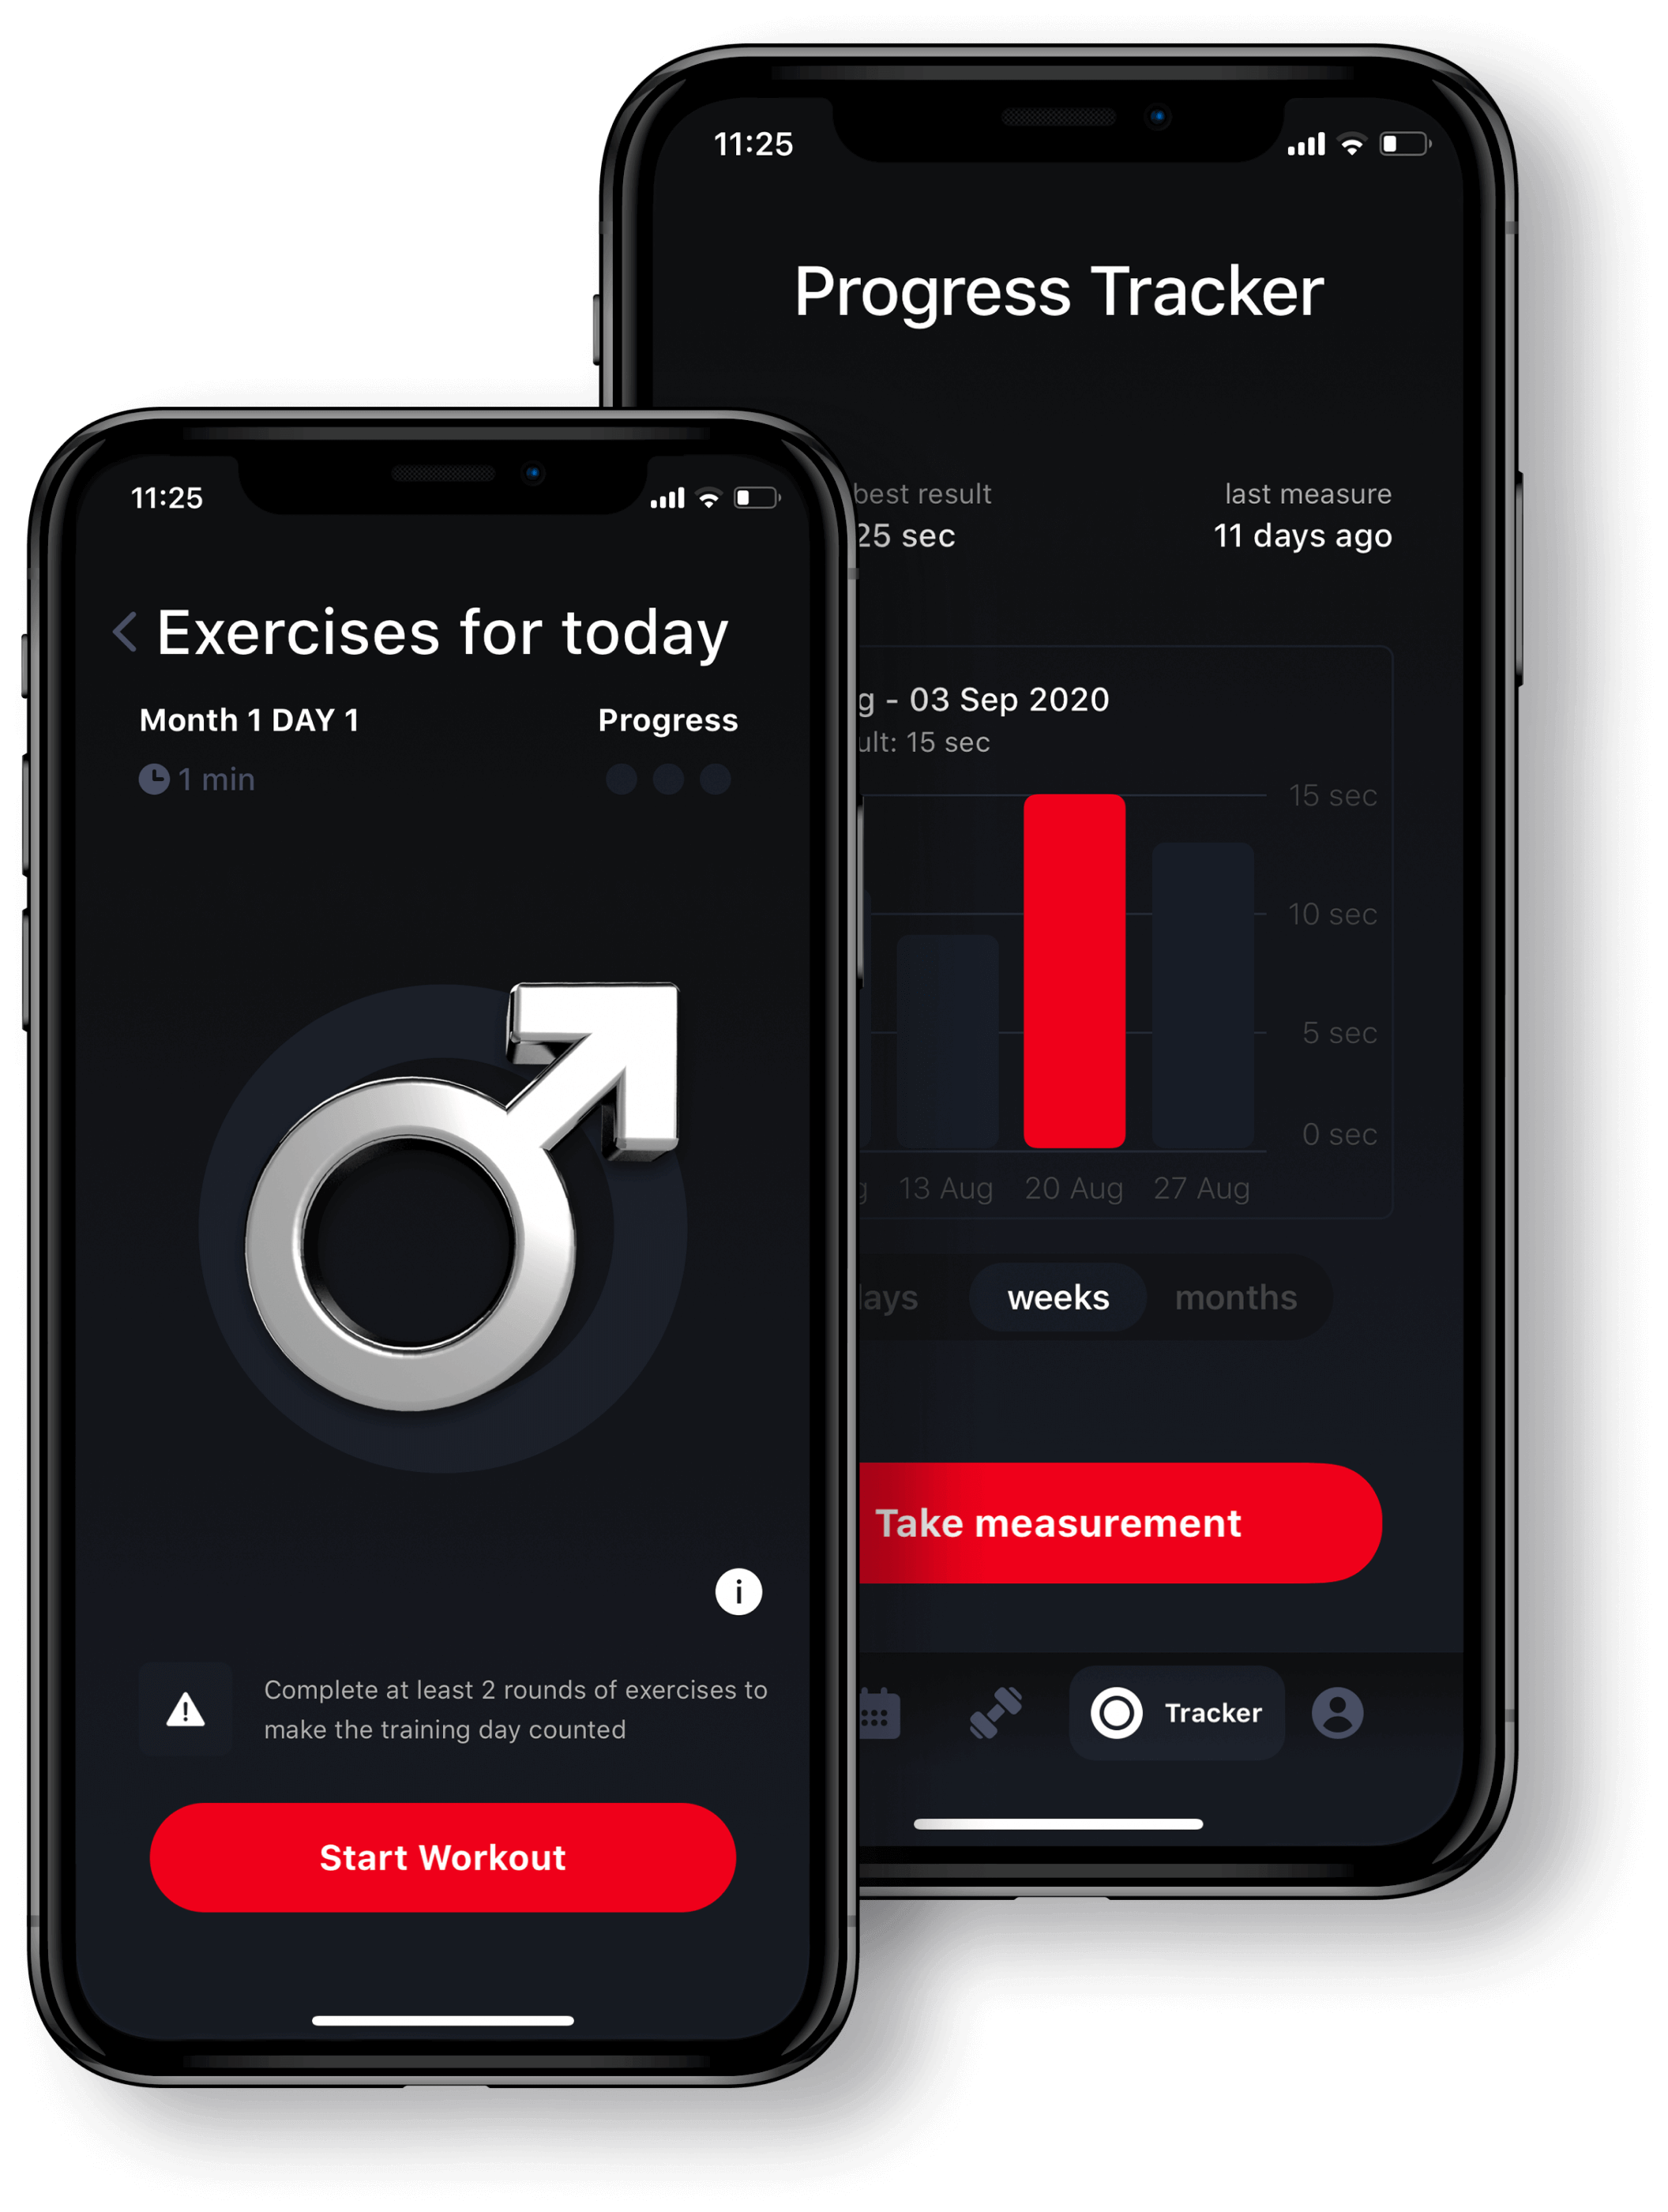 11:25
Progress Tracker
best result
25 sec
last measure
11 days ago
- 03 Sep 2020
15 sec
15 sec
10 sec
5 sec
0 sec
13 Aug
20 Aug
27 Aug
weeks
months
Take measurement
Tracker
11:25
Exercises for today
Month 1 DAY 1
Progress
1 min
i
Complete at least 2 rounds of exercises to
make the training day counted
Start Workout